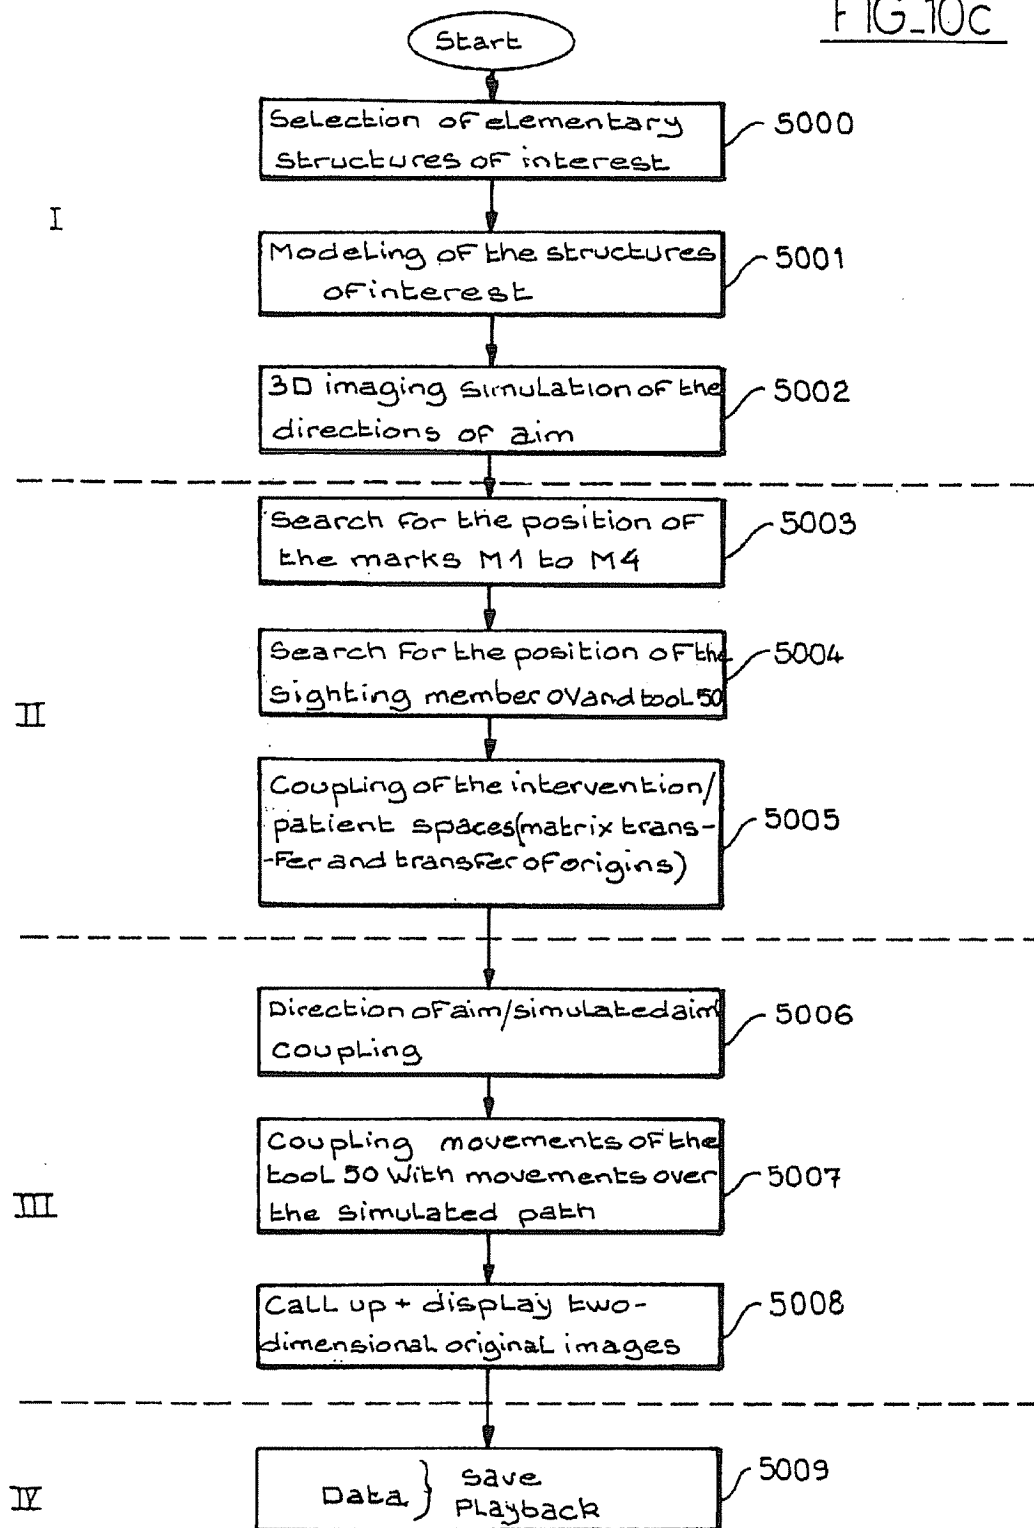 FIG_10c
Start
Selection of elementary
structures of interest
5000
I
Modeling of the structures
of interest
5001
3D imaging simulation of the
directions of aim
5002
Search for the position of
the marks M1 to M4
5003
Search for the position of the
sighting member OV and tool 50
5004
II
Coupling of the intervention/
patient spaces (matrix trans-
-fer and transfer of origins)
5005
Direction of aim/simulated aim
coupling
5006
Coupling movements of the
tool 50 with movements over
the simulated path
5007
III
Call up + display two-
dimensional original images
5008
IV
Data } Save
Playback
5009